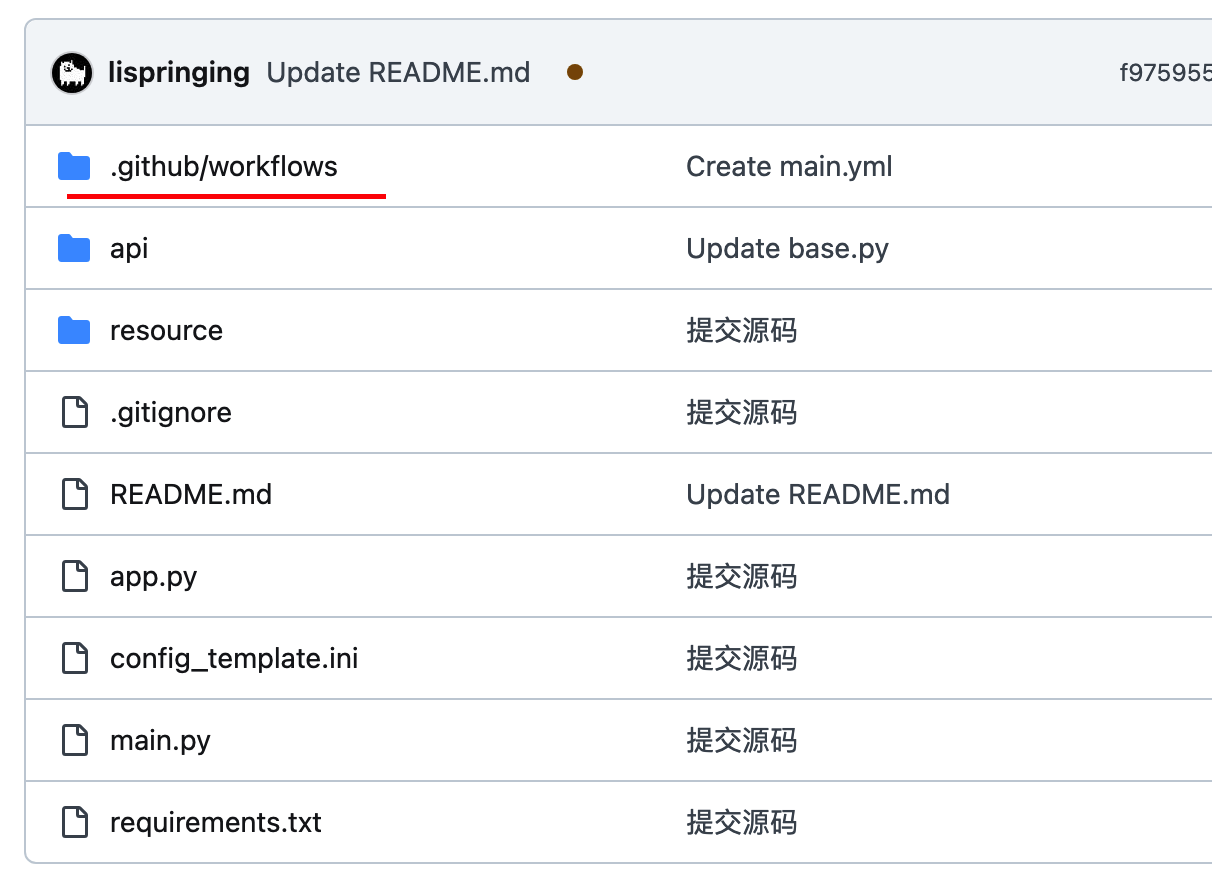 lispringing Update README.md f975955
.github/workflows Create main.yml
api Update base.py
resource 提交源码
.gitignore 提交源码
README.md Update README.md
app.py 提交源码
config_template.ini 提交源码
main.py 提交源码
requirements.txt 提交源码